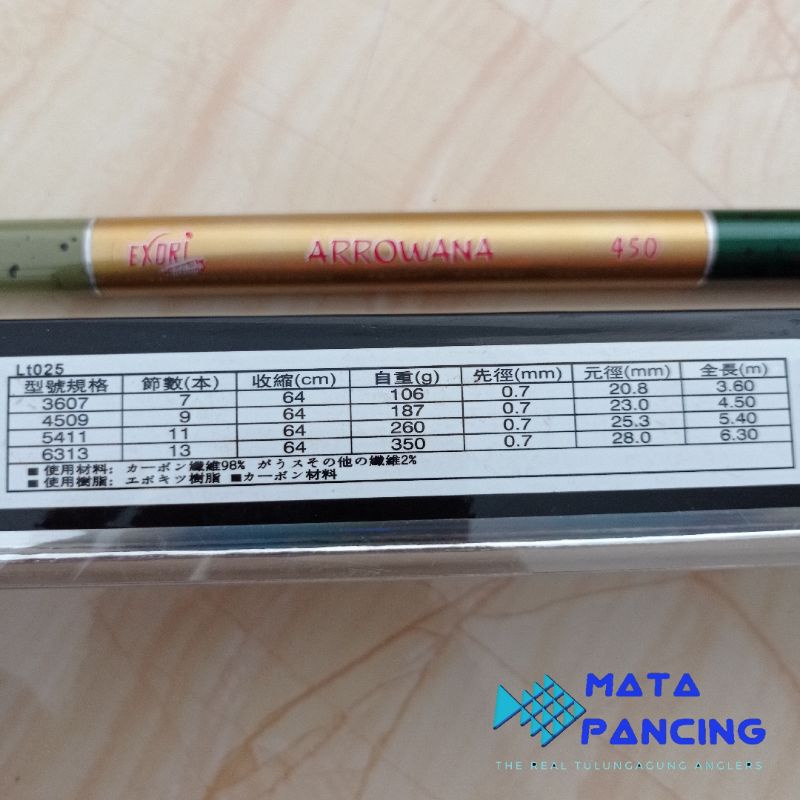 EXORI
ARROWANA
450
Lt025
型號規格 節數(本) 收縮(cm) 自重(g) 先徑(mm) 元徑(mm) 全長(m)
3607 7 64 106 0.7 20.8 3.60
4509 9 64 187 0.7 23.0 4.50
5411 11 64 260 0.7 25.3 5.40
6313 13 64 350 0.7 28.0 6.30
■ 使用材料: カーボン繊維98% がうスその他の繊維2%
■ 使用樹脂: エポキツ樹脂 ■カーボン材料
MATA
PANCING
THE REAL TULUNGAGUNG ANGLERS